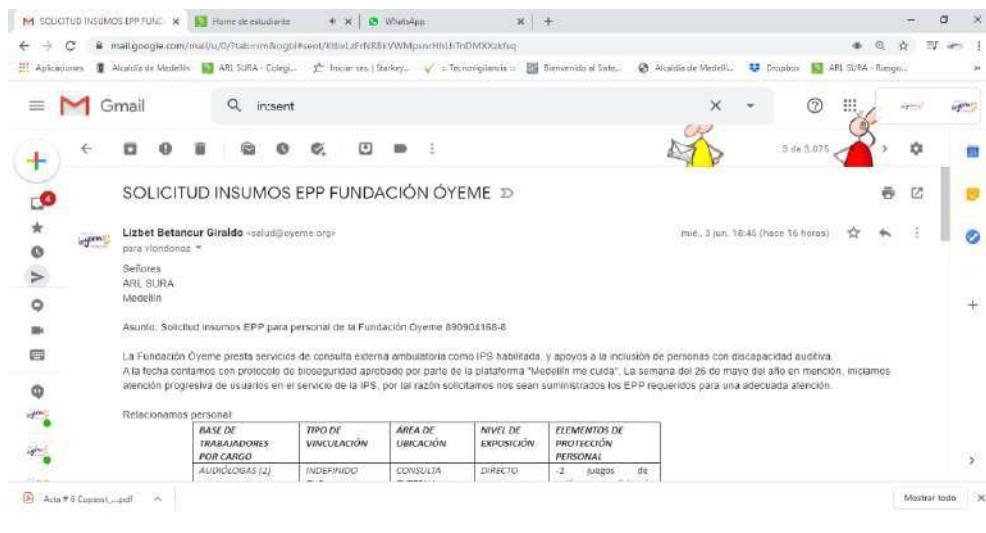 SOLICITUD INSUMOS EPP FUNDA
Home de estudiante
WhatsApp
mail.google.com/mail/u/0/?tab=rm&ogbl#sent/
Aplicaciones
Alcaldía de Medellín
ARL SURA - Colegi...
Iniciar ses. | Starkey...
:: Tecnovigilancia ::
Bienvenido al Siste...
Alcaldía de Medellí...
Dropbox
ARL SURA - Riesgo...
Gmail
in:sent
3 de 3.075
4
SOLICITUD INSUMOS EPP FUNDACIÓN ÓYEME
Lizbet Betancur Giraldo <salud@oyeme.org>
mié., 3 jun. 16:45 (hace 16 horas)
para vlondonoz
Señores
ARL SURA
Medellín
Asunto: Solicitud insumos EPP para personal de la Fundación Óyeme 890904168-8
La Fundación Óyeme presta servicios de consulta externa ambulatoria como IPS habilitada, y apoyos a la inclusión de personas con discapacidad auditiva.
A la fecha contamos con protocolo de bioseguridad aprobado por parte de la plataforma "Medellín me cuida". La semana del 26 de mayo del año en mención, iniciamos
atención progresiva de usuarios en el servicio de la IPS, por tal razón solicitamos nos sean suministrados los EPP requeridos para una adecuada atención.
Relacionamos personal:
BASE DE TRABAJADORES POR CARGO
TIPO DE VINCULACIÓN
ÁREA DE UBICACIÓN
NIVEL DE EXPOSICIÓN
ELEMENTOS DE PROTECCIÓN PERSONAL
AUDIÓLOGAS (2)
INDEFINIDO
CONSULTA
DIRECTO
-2 juegos de
Acta # 6 Copasst_....pdf
Mostrar todo